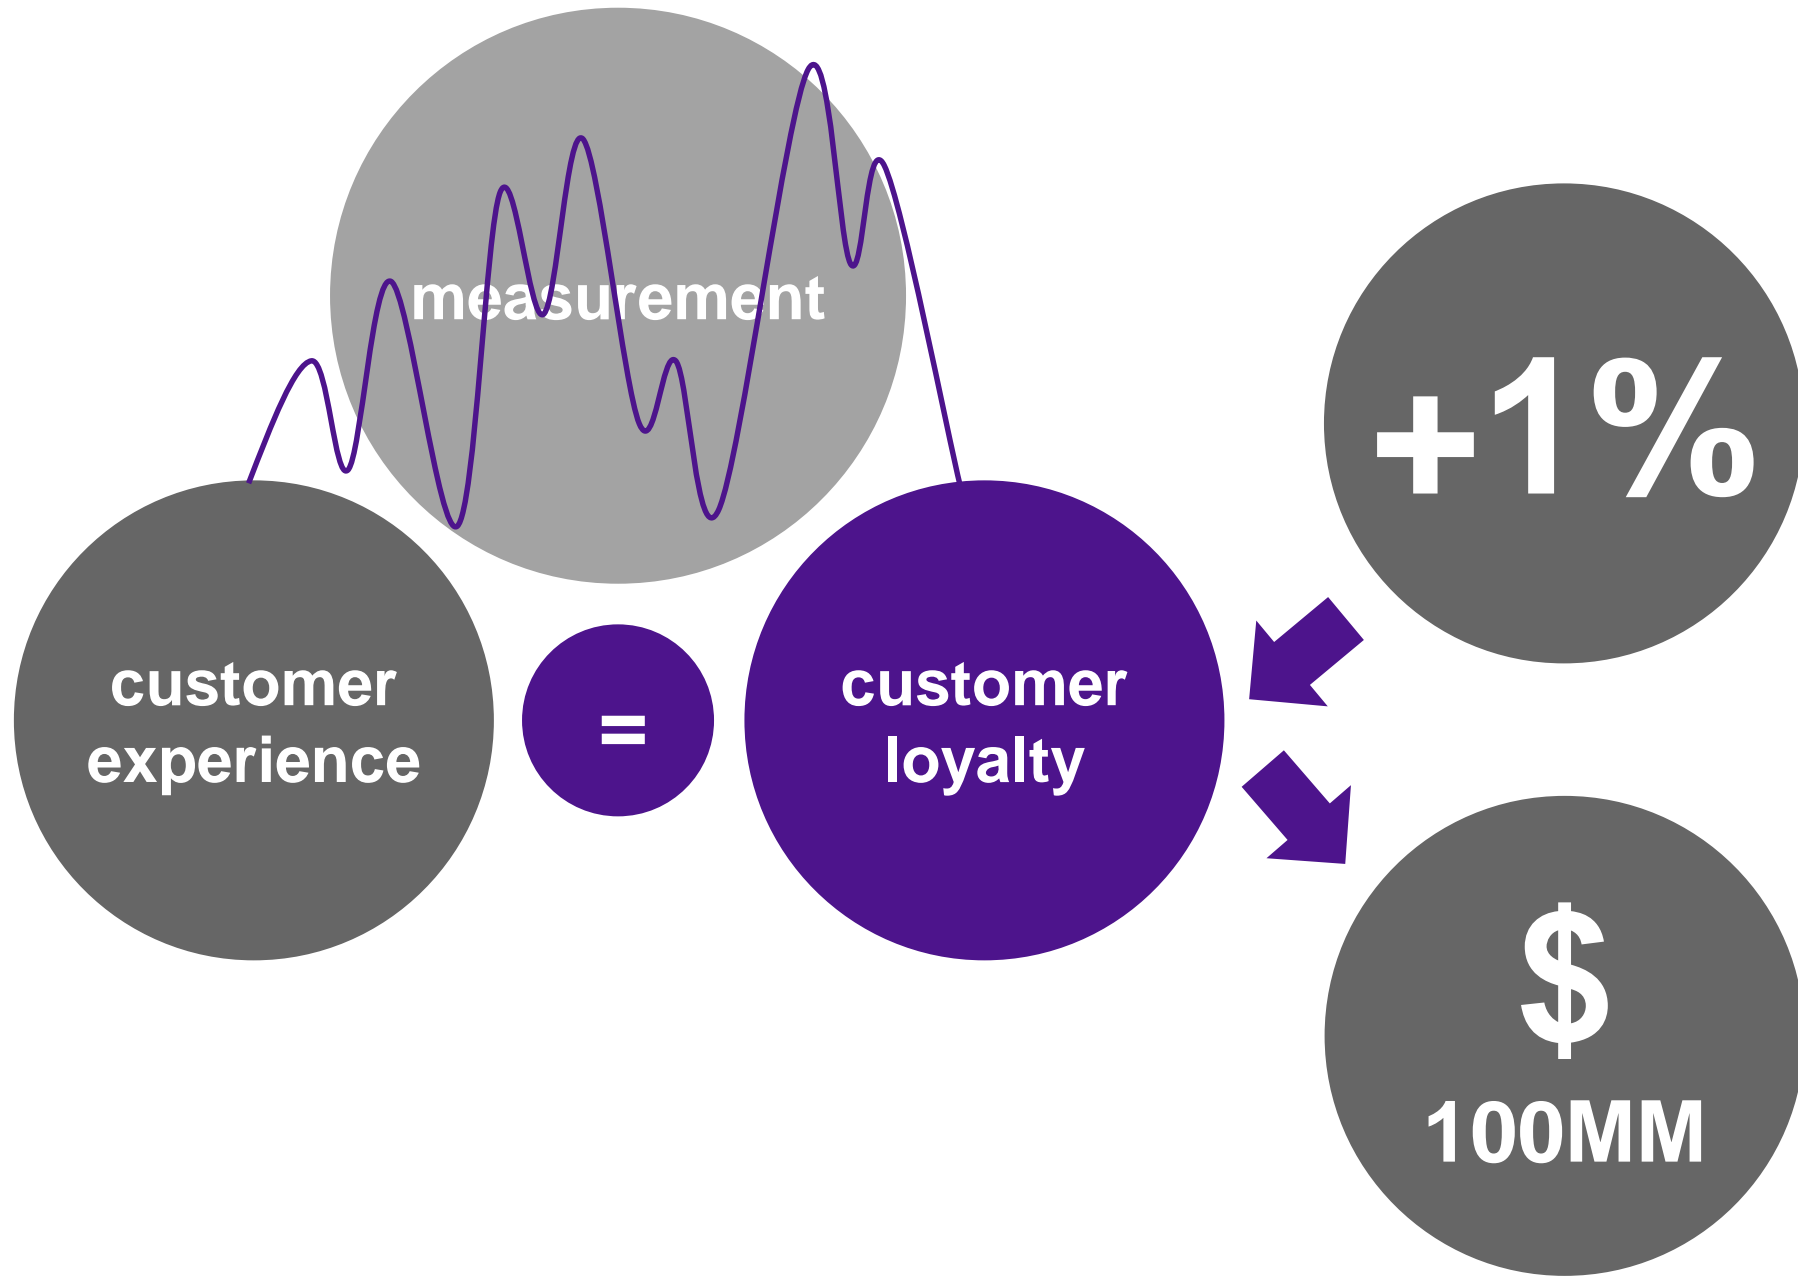 measurement
customer
experience
=
customer
loyalty
+1%
$
100MM